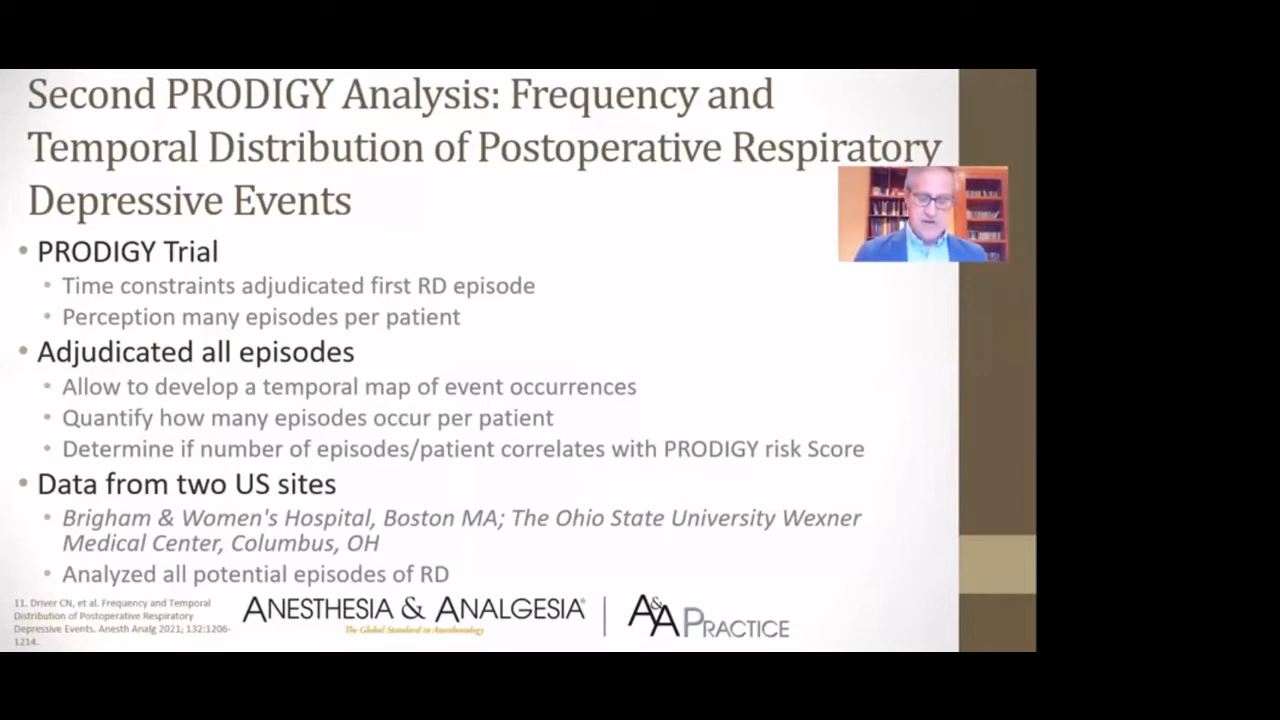 Second PRODIGY Analysis: Frequency and
Temporal Distribution of Postoperative Respiratory
Depressive Events
• PRODIGY Trial
• Time constraints adjudicated first RD episode
• Perception many episodes per patient
• Adjudicated all episodes
• Allow to develop a temporal map of event occurrences
• Quantify how many episodes occur per patient
• Determine if number of episodes/patient correlates with PRODIGY risk Score
• Data from two US sites
• Brigham & Women's Hospital, Boston MA; The Ohio State University Wexner
Medical Center, Columbus, OH
• Analyzed all potential episodes of RD
11. Driver CN, et al. Frequency and Temporal
Distribution of Postoperative Respiratory
Depressive Events. Anesth Analg 2021; 132:1206-
1214.
ANESTHESIA & ANALGESIA®
The Global Standard in Anesthesiology
A&A PRACTICE